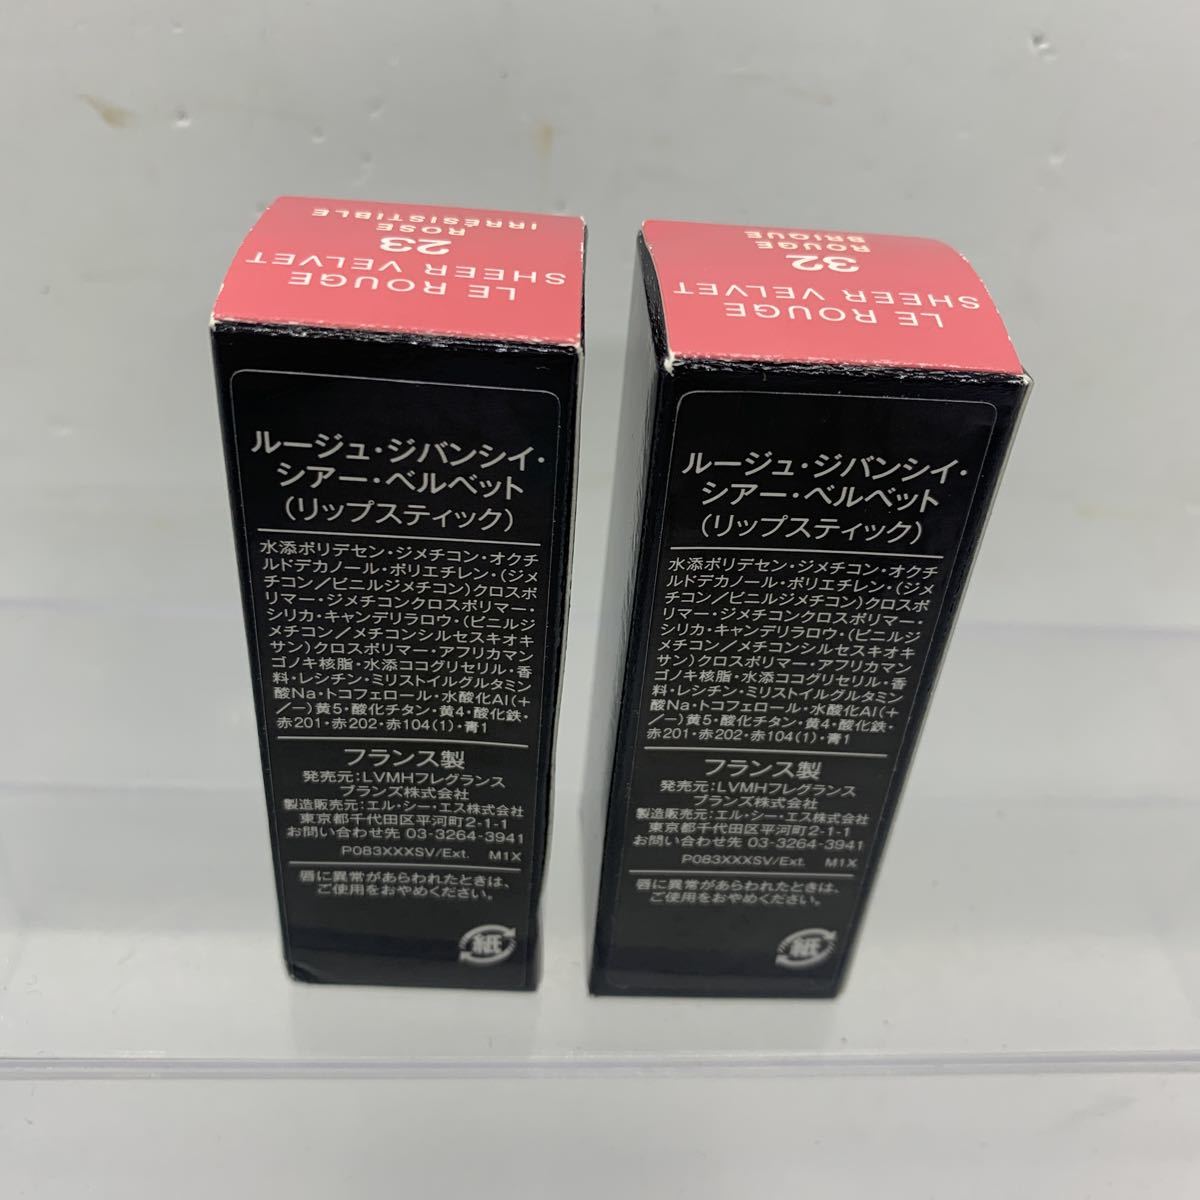 LE ROUGE
SHEER VELVET
23
ROSE
IRRÉSISTIBLE
ルージュ・ジバンシイ・
シアー・ベルベット
(リップスティック)
水添ポリデセン・ジメチコン・オクチ
ルドデカノール・ポリエチレン・(ジメ
チコン/ビニルジメチコン)クロスポ
リマー・ジメチコンクロスポリマー・
シリカ・キャンデリラロウ・(ビニルジ
メチコン/メチコンシルセスキオキ
サン)クロスポリマー・アフリカマン
ゴノキ核脂・水添ココグリセリル・香
料・レシチン・ミリストイルグルタミン
酸Na・トコフェロール・水酸化Al(+
/-)黄5・酸化チタン・黄4・酸化鉄・
赤201・赤202・赤104(1)・青1
フランス製
発売元:LVMHフレグランス
ブランズ株式会社
製造販売元:エル・シー・エス株式会社
東京都千代田区平河町2-1-1
お問い合わせ先 03-3264-3941
P083XXXSV/Ext. M1X
唇に異常があらわれたときは、
ご使用をおやめください。
紙
LE ROUGE
SHEER VELVET
32
ROUGE
BRIQUE
ルージュ・ジバンシイ・
シアー・ベルベット
(リップスティック)
水添ポリデセン・ジメチコン・オクチ
ルドデカノール・ポリエチレン・(ジメ
チコン/ビニルジメチコン)クロスポ
リマー・ジメチコンクロスポリマー・
シリカ・キャンデリラロウ・(ビニルジ
メチコン/メチコンシルセスキオキ
サン)クロスポリマー・アフリカマン
ゴノキ核脂・水添ココグリセリル・香
料・レシチン・ミリストイルグルタミン
酸Na・トコフェロール・水酸化Al(+
/-)黄5・酸化チタン・黄4・酸化鉄・
赤201・赤202・赤104(1)・青1
フランス製
発売元:LVMHフレグランス
ブランズ株式会社
製造販売元:エル・シー・エス株式会社
東京都千代田区平河町2-1-1
お問い合わせ先 03-3264-3941
P083XXXSV/Ext. M1X
唇に異常があらわれたときは、
ご使用をおやめください。
紙